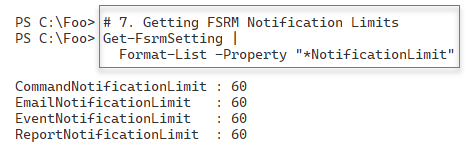 PS C:\Foo> # 7. Getting FSRM Notification Limits
PS C:\Foo> Get-FsrmSetting |
Format-List -Property "*NotificationLimit"
CommandNotificationLimit : 60
EmailNotificationLimit : 60
EventNotificationLimit : 60
ReportNotificationLimit : 60